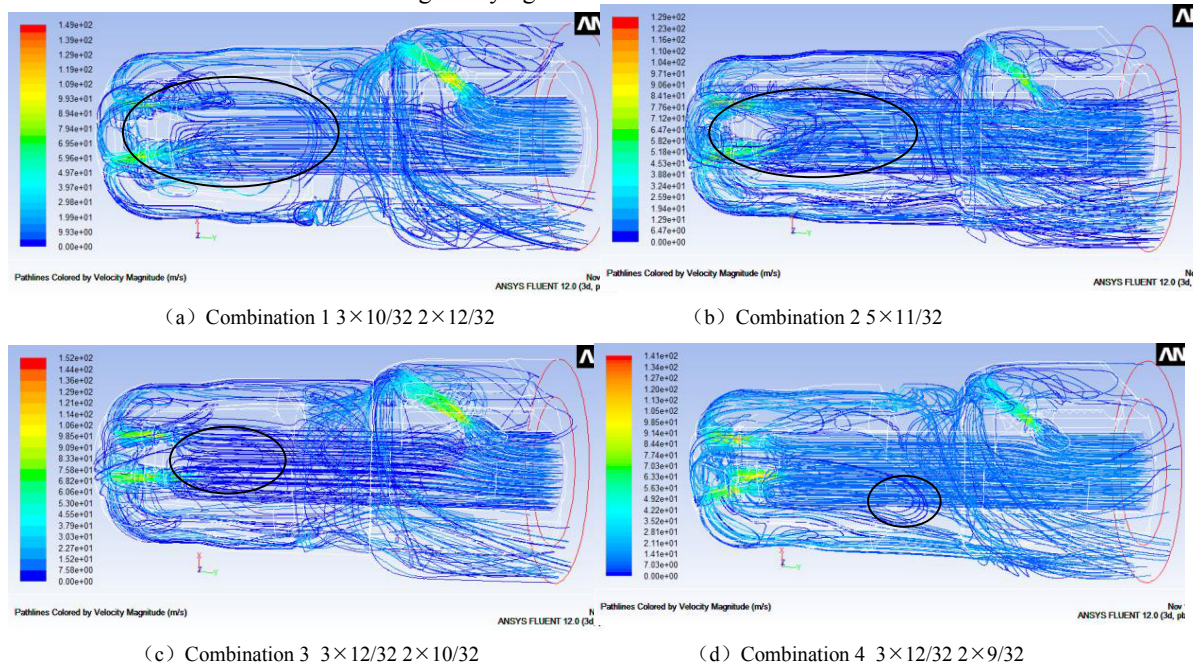 1.49e+02
1.39e+02
1.29e+02
1.19e+02
1.09e+02
9.93e+01
8.94e+01
7.94e+01
6.95e+01
5.96e+01
4.97e+01
3.97e+01
2.98e+01
1.99e+01
9.93e+00
0.00e+00
Z
Y
Pathlines Colored by Velocity Magnitude (m/s)
Nov
ANSYS FLUENT 12.0 (3d, p
AN
1.29e+02
1.23e+02
1.16e+02
1.10e+02
1.04e+02
9.71e+01
9.06e+01
8.41e+01
7.76e+01
7.12e+01
6.47e+01
5.82e+01
5.18e+01
4.53e+01
3.88e+01
3.24e+01
2.59e+01
1.94e+01
1.29e+01
6.47e+00
0.00e+00
Z
Y
Pathlines Colored by Velocity Magnitude (m/s)
No
ANSYS FLUENT 12.0 (3d,
AN
(a) Combination 1 3×10/32 2×12/32
(b) Combination 2 5×11/32
1.52e+02
1.44e+02
1.36e+02
1.29e+02
1.21e+02
1.14e+02
1.06e+02
9.85e+01
9.09e+01
8.33e+01
7.58e+01
6.82e+01
6.06e+01
5.30e+01
4.55e+01
3.79e+01
3.03e+01
2.27e+01
1.52e+01
7.58e+00
0.00e+00
X
Y
Pathlines Colored by Velocity Magnitude (m/s)
N
ANSYS FLUENT 12.0 (3d,
AN
1.41e+02
1.34e+02
1.27e+02
1.20e+02
1.12e+02
1.05e+02
9.85e+01
9.14e+01
8.44e+01
7.74e+01
7.03e+01
6.33e+01
5.63e+01
4.92e+01
4.22e+01
3.52e+01
2.81e+01
2.11e+01
1.41e+01
7.03e+00
0.00e+00
X
Y
Pathlines Colored by Velocity Magnitude (m/s)
Nov 1
ANSYS FLUENT 12.0 (3d, pb
AN
(c) Combination 3 3×12/32 2×10/32
(d) Combination 4 3×12/32 2×9/32